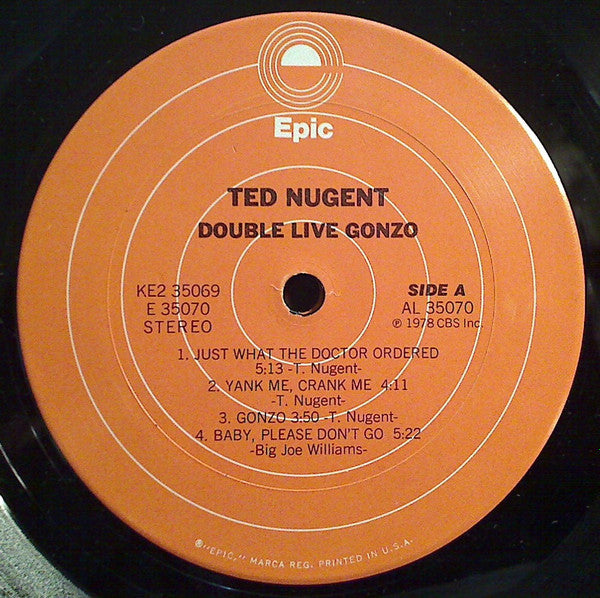 Epic
TED NUGENT
DOUBLE LIVE GONZO
KE2 35069
E 35070
STEREO
SIDE A
AL 35070
℗ 1978 CBS Inc.
1. JUST WHAT THE DOCTOR ORDERED
5:13 -T. Nugent-
2. YANK ME, CRANK ME 4:11
-T. Nugent-
3. GONZO 3:50 -T. Nugent-
4. BABY, PLEASE DON'T GO 5:22
-Big Joe Williams-
®"EPIC," MARCA REG. PRINTED IN U.S.A.